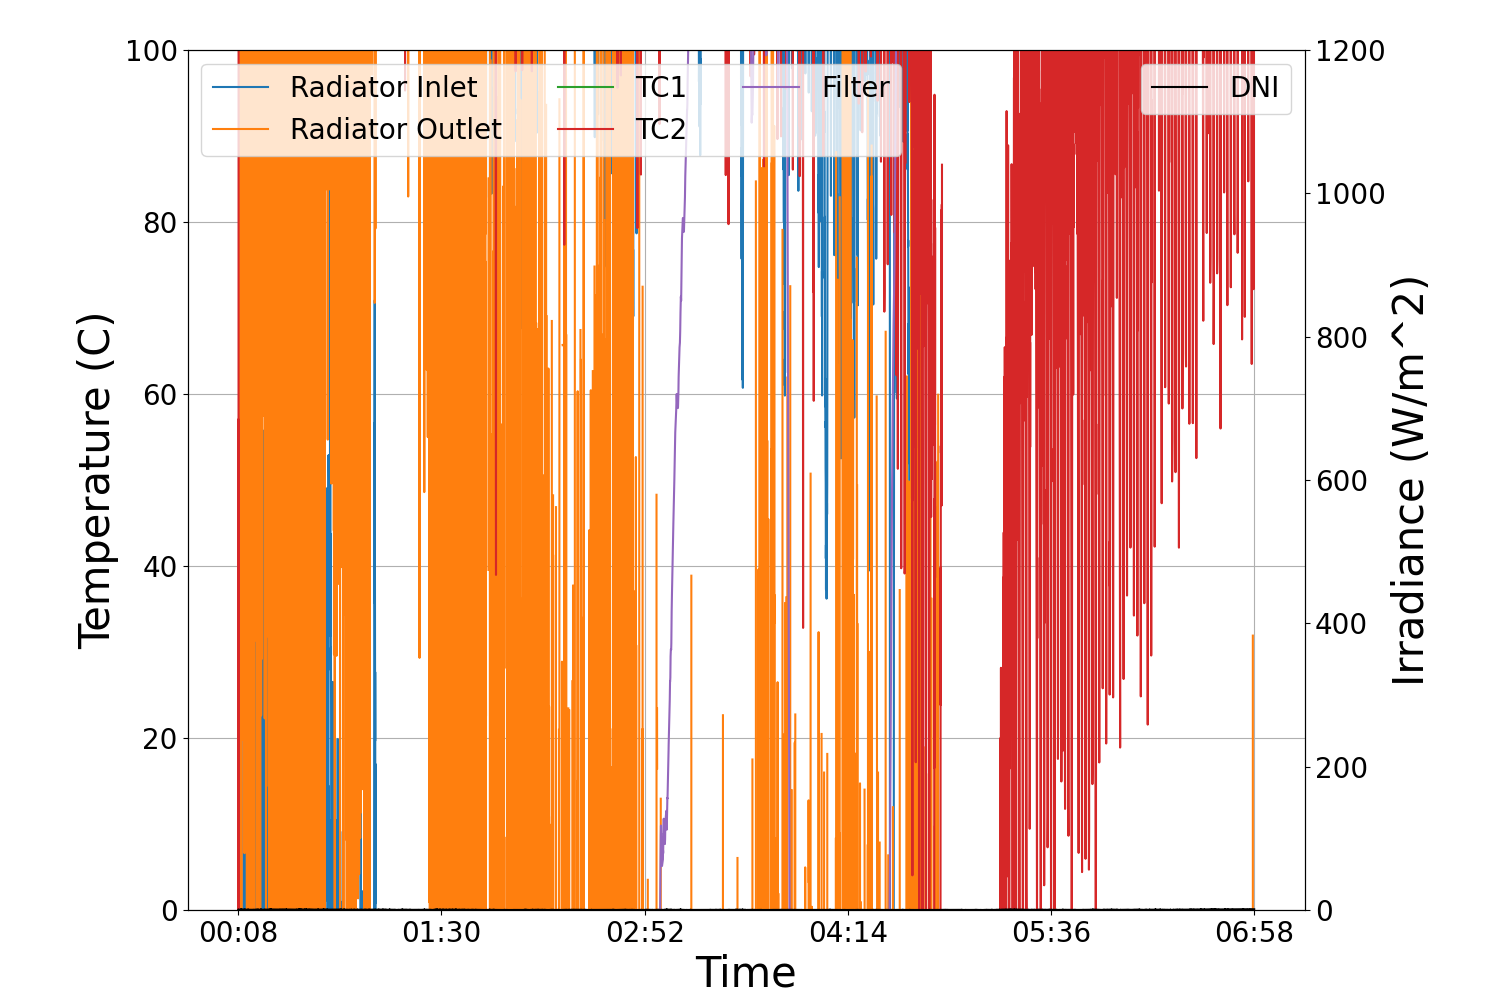 Radiator Inlet
Radiator Outlet
TC1
TC2
Filter
DNI
100
80
60
40
20
0
Temperature (C)
1200
1000
800
600
400
200
0
Irradiance (W/m^2)
00:08
01:30
02:52
04:14
05:36
06:58
Time